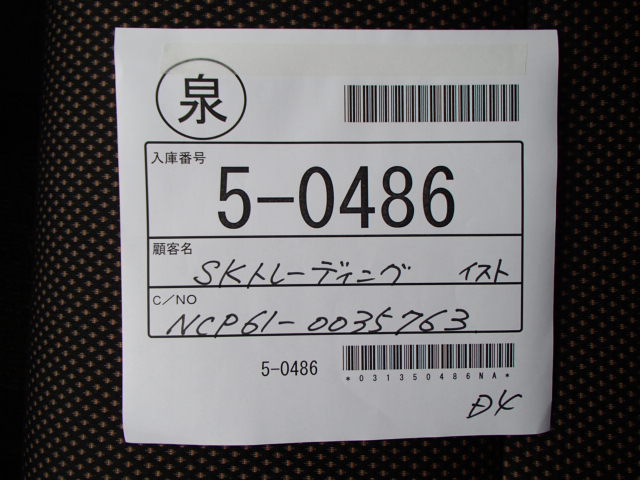 泉
入庫番号
5-0486
顧客名
SKトレーディング イスト
C/NO
NCP61-0035763
5-0486
*031350486NA*